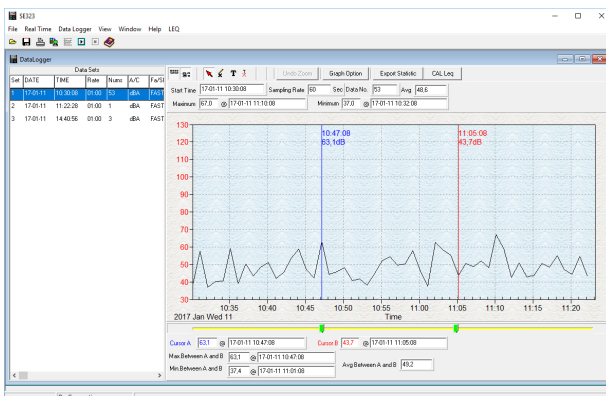 SE323
File Real Time Data Logger View Window Help LEQ
DataLogger
Data Sets
Set DATE TIME Rate Nums A/C Fa/Sl
1 17-01-11 10:30:08 01:00 53 dBA FAST
2 17-01-11 11:22:28 01:00 1 dBA FAST
3 17-01-11 14:40:56 01:00 3 dBA FAST
T Undo Zoom Graph Option Export Statistic CAL Leq
Start Time 17-01-11 10:30:08 Sampling Rate 60 Sec Data No. 53 Avg 48,6
Maximum 67,0 @ 17-01-11 11:10:08 Minimum 37,0 @ 17-01-11 10:32:08
130
120
110
100
90
80
70
60
50
40
30
10:47:08
63,1dB
11:05:08
43,7dB
10:35 10:40 10:45 10:50 10:55 11:00 11:05 11:10 11:15 11:20
2017 Jan Wed 11 Time
Cursor A 63,1 @ 17-01-11 10:47:08 Cursor B 43,7 @ 17-01-11 11:05:08
Max.Between A and B 63,1 @ 17-01-11 10:47:08
Min.Between A and B 37,4 @ 17-01-11 11:01:08
Avg Between A and B 49,2